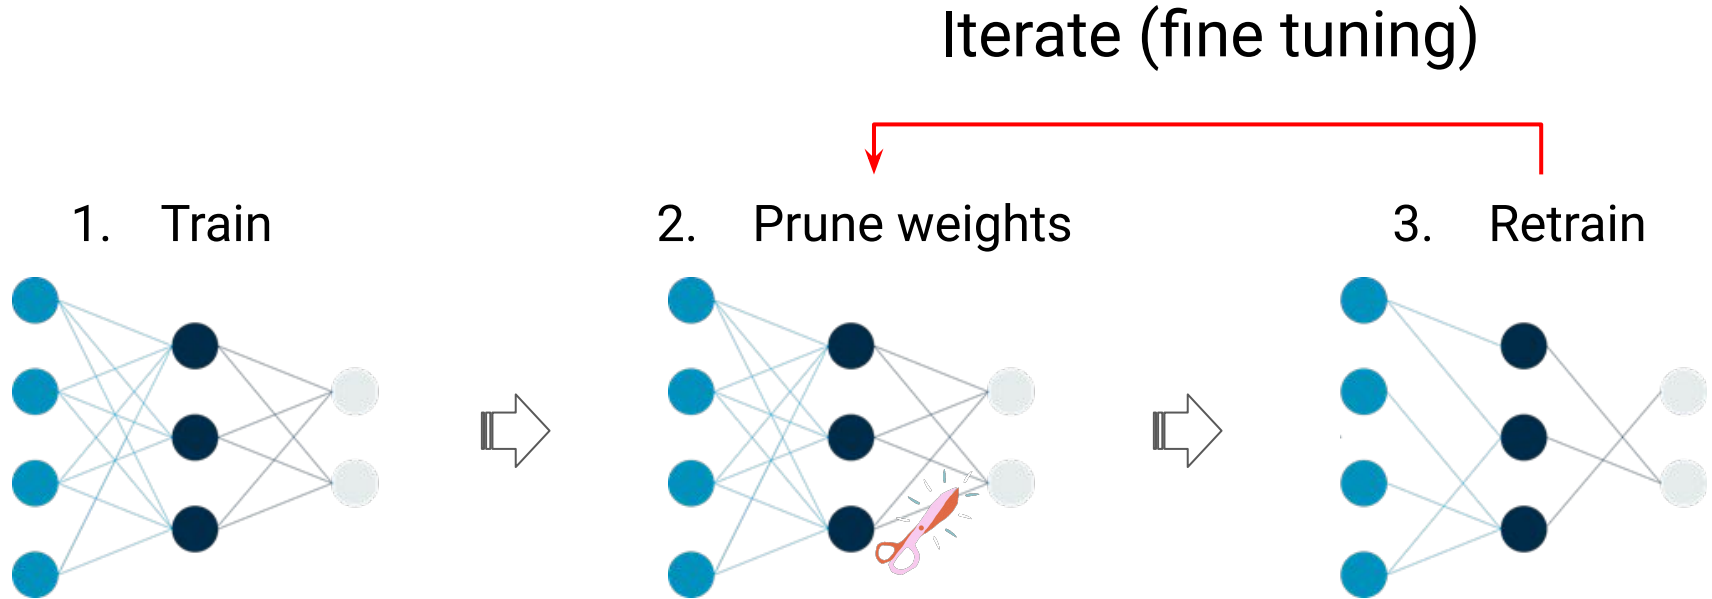 Iterate (fine tuning)
1. Train
2. Prune weights
3. Retrain